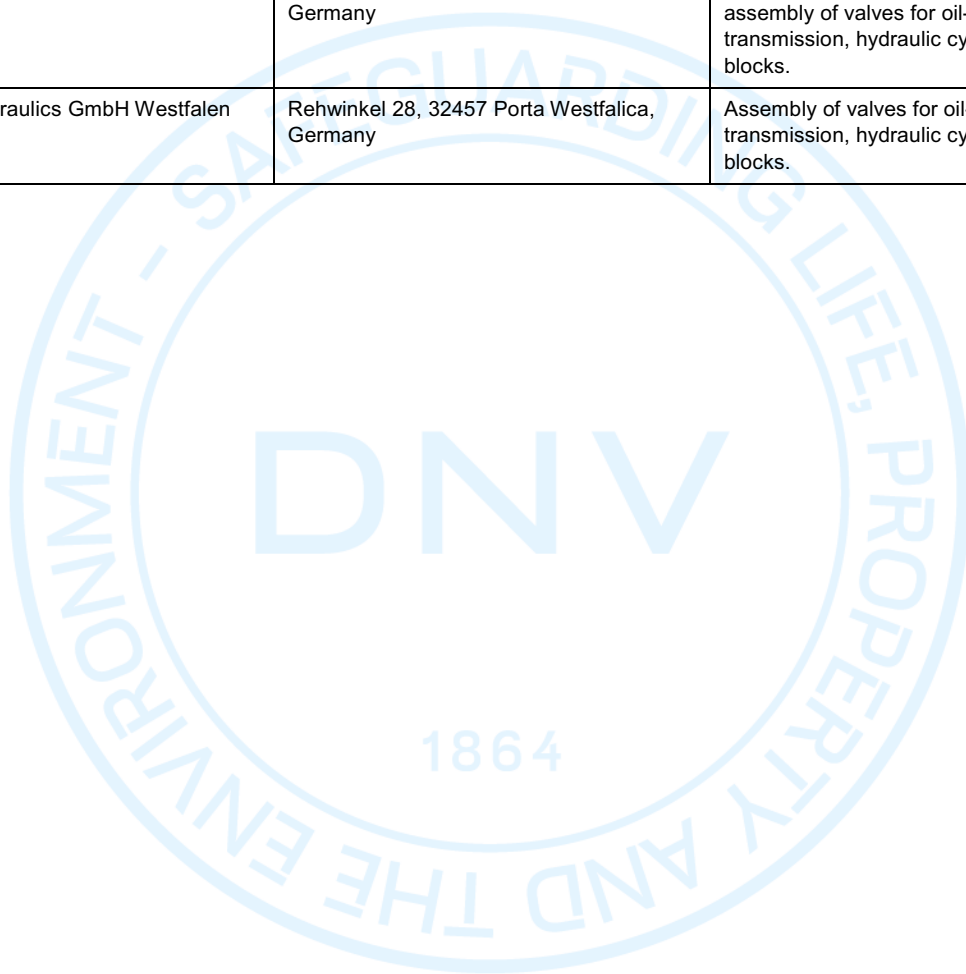 Germany
assembly of valves for oil-
transmission, hydraulic cy
blocks.
raulics GmbH Westfalen
Rehwinkel 28, 32457 Porta Westfalica,
Germany
Assembly of valves for oil-
transmission, hydraulic cy
blocks.
SAFEGUARDING LIFE, PROPERTY AND THE ENVIRONMENT -
DNV
1864